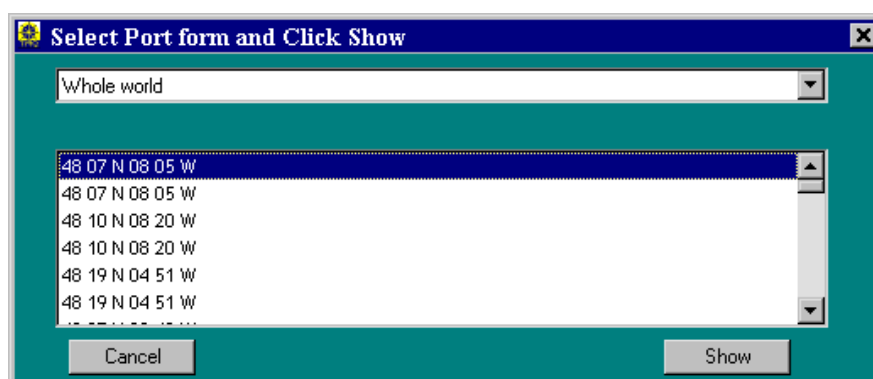 Select Port form and Click Show
Whole world
48 07 N 08 05 W
48 07 N 08 05 W
48 10 N 08 20 W
48 10 N 08 20 W
48 19 N 04 51 W
48 19 N 04 51 W
Cancel Show